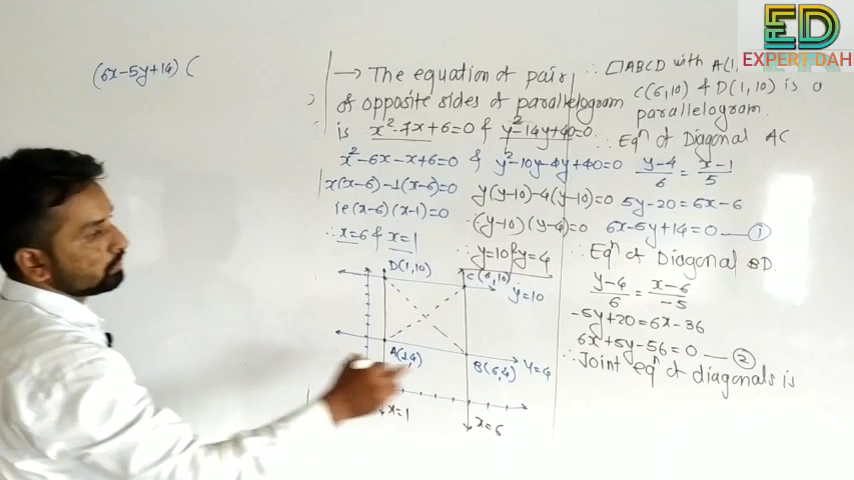 ED
EXPERT DAH
(6x-5y+14) (
→ The equation of pair
of opposite sides of parallelogram
is x²-7x+6=0 & y²-14y+40=0.
x²-6x-x+6=0 & y²-10y-4y+40=0
x(x-6)-1(x-6)=0 y(y-10)-4(y-10)=0
ie(x-6)(x-1)=0 ∴(y-10)(y-4)=0
∴x=6 & x=1 ∴y=10 & y=4
D(1,10) C(6,10)
y=10
A(1,4) B(6,4) y=4
x=1 x=6
∴ □ABCD with A(1,
C(6,10) & D(1,10) is a
parallelogram.
∴ Eqⁿ of Diagonal AC
y-4/6 = x-1/5
5y-20=6x-6
6x-5y+14=0 — ①
∴ Eqⁿ of Diagonal BD.
y-4/6 = x-6/-5
-5y+20=6x-36
6x+5y-56=0 — ②
∴ Joint eqⁿ of diagonals is